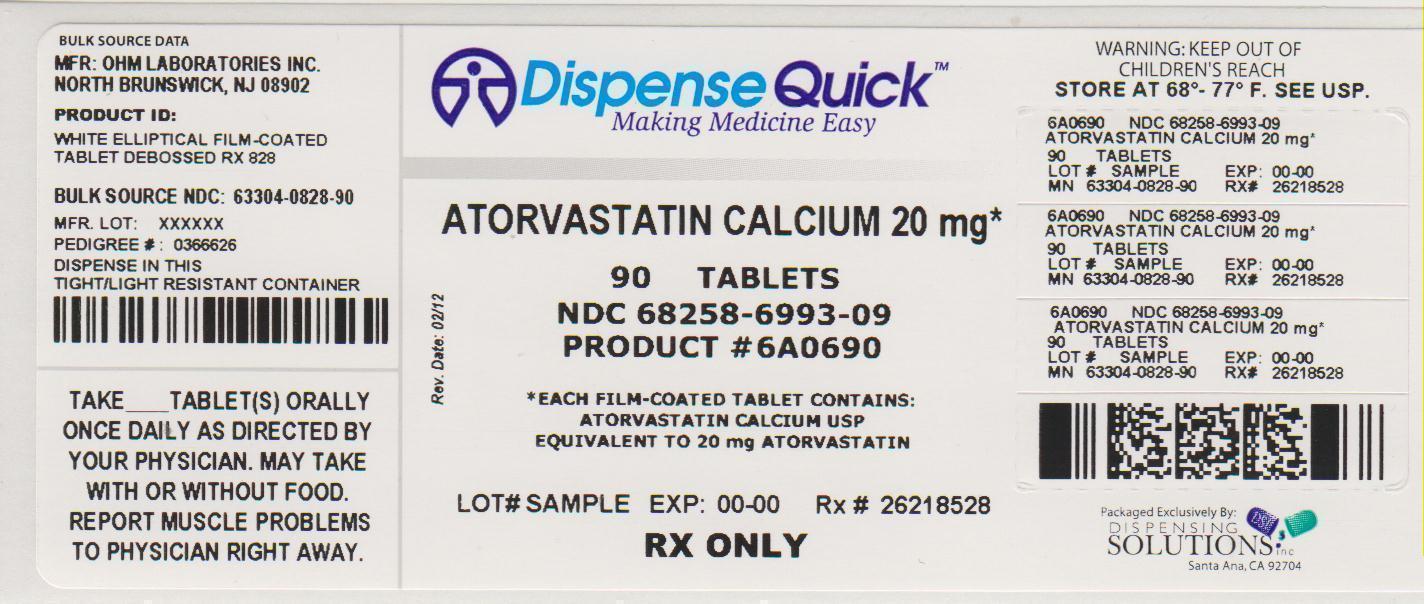 BULK SOURCE DATA
MFR: OHM LABORATORIES INC.
NORTH BRUNSWICK, NJ 08902
PRODUCT ID:
WHITE ELLIPTICAL FILM-COATED
TABLET DEBOSSED RX 828
BULK SOURCE NDC: 63304-0828-90
MFR. LOT: XXXXXX
PEDIGREE #: 0366626
DISPENSE IN THIS
TIGHT/LIGHT RESISTANT CONTAINER
TAKE___TABLET(S) ORALLY
ONCE DAILY AS DIRECTED BY
YOUR PHYSICIAN. MAY TAKE
WITH OR WITHOUT FOOD.
REPORT MUSCLE PROBLEMS
TO PHYSICIAN RIGHT AWAY.
Dispense Quick™
Making Medicine Easy
ATORVASTATIN CALCIUM 20 mg*
90 TABLETS
NDC 68258-6993-09
PRODUCT #6A0690
Rev. Date: 02/12
*EACH FILM-COATED TABLET CONTAINS:
ATORVASTATIN CALCIUM USP
EQUIVALENT TO 20 mg ATORVASTATIN
LOT# SAMPLE EXP: 00-00 Rx # 26218528
RX ONLY
WARNING: KEEP OUT OF
CHILDREN'S REACH
STORE AT 68°- 77° F. SEE USP.
6A0690 NDC 68258-6993-09
ATORVASTATIN CALCIUM 20 mg*
90 TABLETS
LOT # SAMPLE EXP: 00-00
MN 63304-0828-90 RX# 26218528
6A0690 NDC 68258-6993-09
ATORVASTATIN CALCIUM 20 mg*
90 TABLETS
LOT # SAMPLE EXP: 00-00
MN 63304-0828-90 RX# 26218528
6A0690 NDC 68258-6993-09
ATORVASTATIN CALCIUM 20 mg*
90 TABLETS
LOT # SAMPLE EXP: 00-00
MN 63304-0828-90 RX# 26218528
Packaged Exclusively By:
DISPENSING
SOLUTIONS inc
Santa Ana, CA 92704